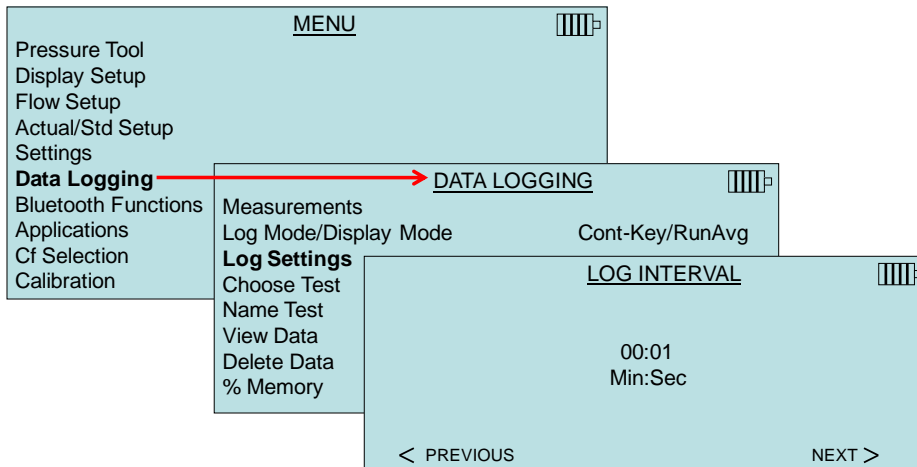 MENU
Pressure Tool
Display Setup
Flow Setup
Actual/Std Setup
Settings
Data Logging
Bluetooth Functions
Applications
Cf Selection
Calibration
DATA LOGGING
Measurements
Log Mode/Display Mode Cont-Key/RunAvg
Log Settings
Choose Test
Name Test
View Data
Delete Data
% Memory
LOG INTERVAL
00:01
Min:Sec
< PREVIOUS NEXT >